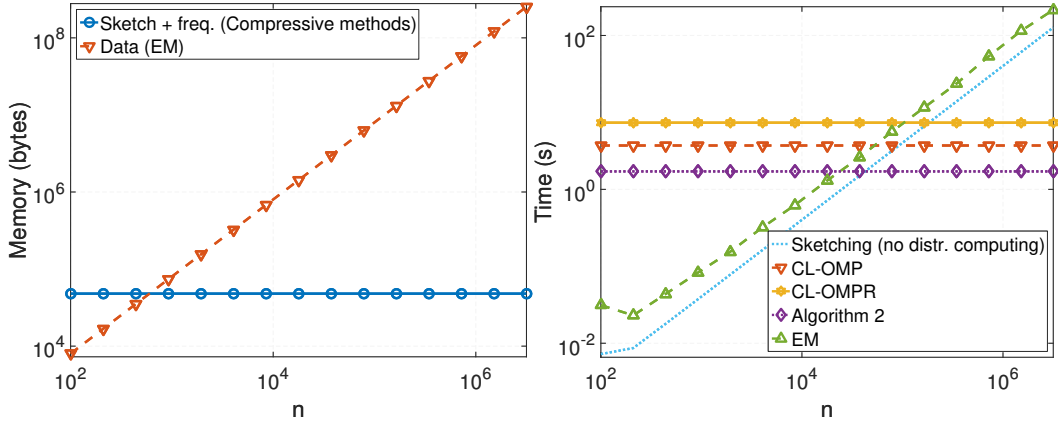 Sketch + freq. (Compressive methods)
Data (EM)
10^8
10^6
10^4
Memory (bytes)
10^2
10^4
10^6
n
10^2
10^0
10^-2
Time (s)
Sketching (no distr. computing)
CL-OMP
CL-OMPR
Algorithm 2
EM
10^2
10^4
10^6
n